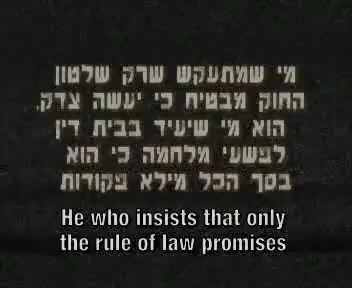 מי שמתעקש שרק שלטון
החוק מבטיח כי יעשה צדק,
הוא מי שיעיד בבית דין
לפשעי מלחמה כי הוא
בסך הכל מילא פקודות
He who insists that only
the rule of law promises